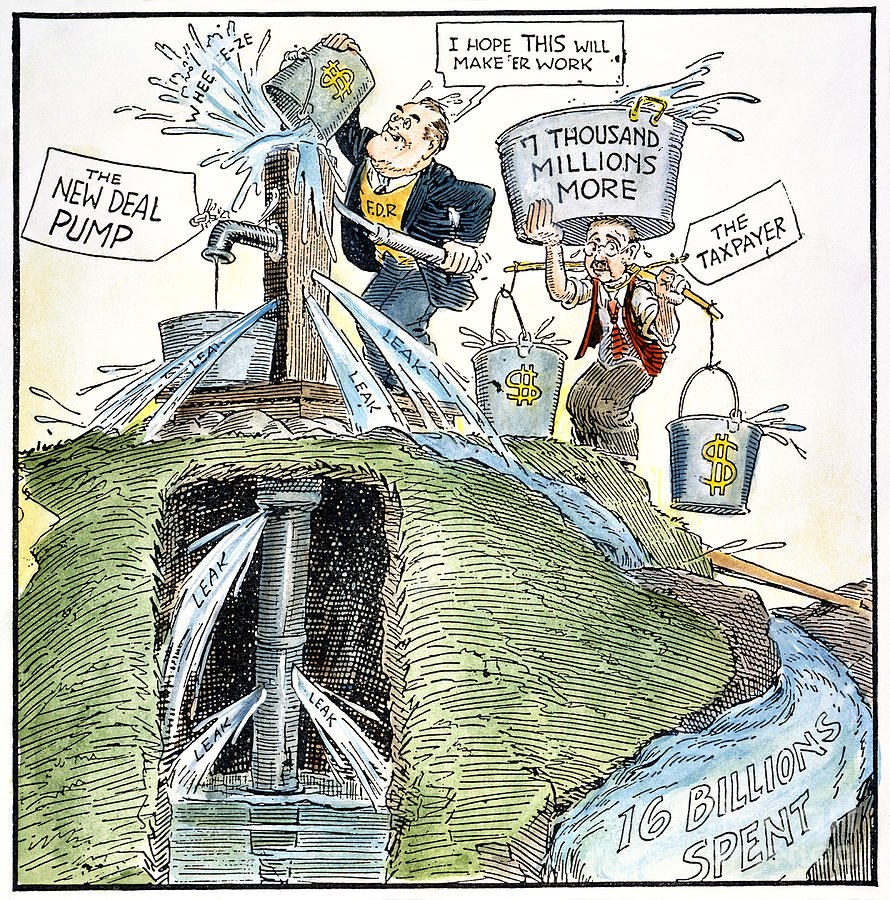 WHEE E-ZE
$
I HOPE THIS WILL
MAKE 'ER WORK
7 THOUSAND
MILLIONS
MORE
THE
NEW DEAL
PUMP
F.D.R
THE
TAXPAYER
LEAK
LEAK
LEAK
LEAK
$
$
LEAK
LEAK
LEAK
16 BILLIONS
SPENT